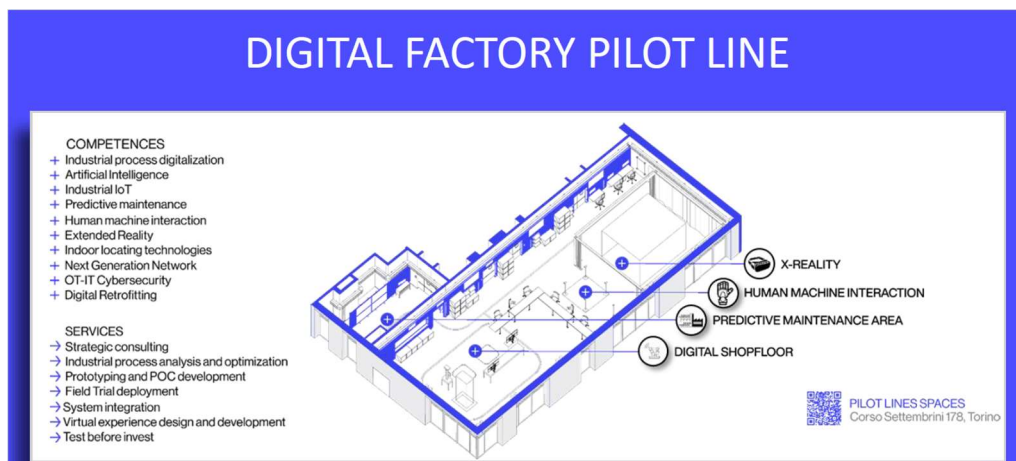 DIGITAL FACTORY PILOT LINE
COMPETENCES
+ Industrial process digitalization
+ Artificial Intelligence
+ Industrial IoT
+ Predictive maintenance
+ Human machine interaction
+ Extended Reality
+ Indoor locating technologies
+ Next Generation Network
+ OT-IT Cybersecurity
+ Digital Retrofitting
SERVICES
→ Strategic consulting
→ Industrial process analysis and optimization
→ Prototyping and POC development
→ Field Trial deployment
→ System integration
→ Virtual experience design and development
→ Test before invest
X-REALITY
HUMAN MACHINE INTERACTION
PREDICTIVE MAINTENANCE AREA
DIGITAL SHOPFLOOR
PILOT LINES SPACES
Corso Settembrini 178, Torino